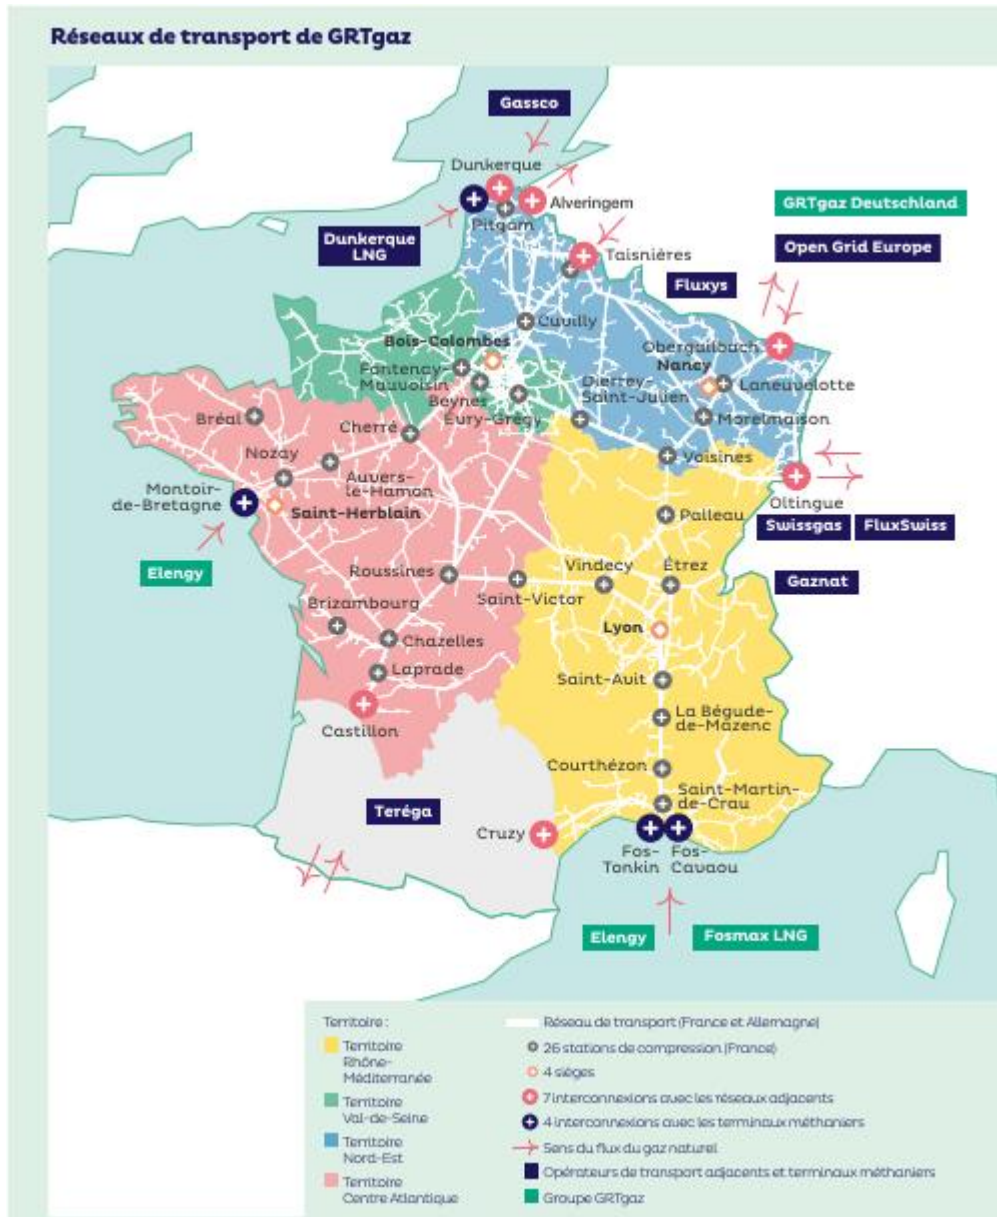 Réseaux de transport de GRTgaz
Gassco
Dunkerque
Alveringem
Pitgam
Dunkerque
LNG
Taisnières
GRTgaz Deutschland
Open Grid Europe
Fluxys
Cuvilly
Bois-Colombes
Obergailbach
Nancy
Fontenay-
Mauvoisin
Beynes
Évry-Grégy
Dierrey-
Saint-Julien
Laneuvelotte
Morelmaison
Bréal
Cherré
Nozay
Auvers-
le-Hamon
Voisines
Montoir-
de-Bretagne
Saint-Herblain
Oltingue
Palleau
Swissgas
FluxSwiss
Elengy
Roussines
Vindecy
Étrez
Saint-Victor
Gaznat
Brizambourg
Chazelles
Lyon
Laprade
Saint-Avit
Castillon
La Bégude-
de-Mazenc
Courthézon
Saint-Martin-
de-Crau
Teréga
Cruzy
Fos-
Tonkin
Fos-
Cavaou
Elengy
Fosmax LNG
Territoire :
Territoire
Rhône-
Méditerranée
Territoire
Val-de-Seine
Territoire
Nord-Est
Territoire
Centre Atlantique
Réseau de transport (France et Allemagne)
26 stations de compression (France)
4 sièges
7 interconnexions avec les réseaux adjacents
4 interconnexions avec les terminaux méthaniers
Sens du flux du gaz naturel
Opérateurs de transport adjacents et terminaux méthaniers
Groupe GRTgaz